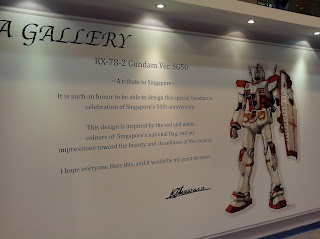 A GALLERY
RX-78-2 Gundam Ver. SG50
~A tribute to Singapore~
It is such an honor to be able to design this special Gundam in
celebration of Singapore's 50th anniversary.
This design is inspired by the red and white
colours of Singapore's national flag, and my
impressions toward the beauty and cleanliness of this country.
I hope everyone likes this, and it would be my great pleasure.